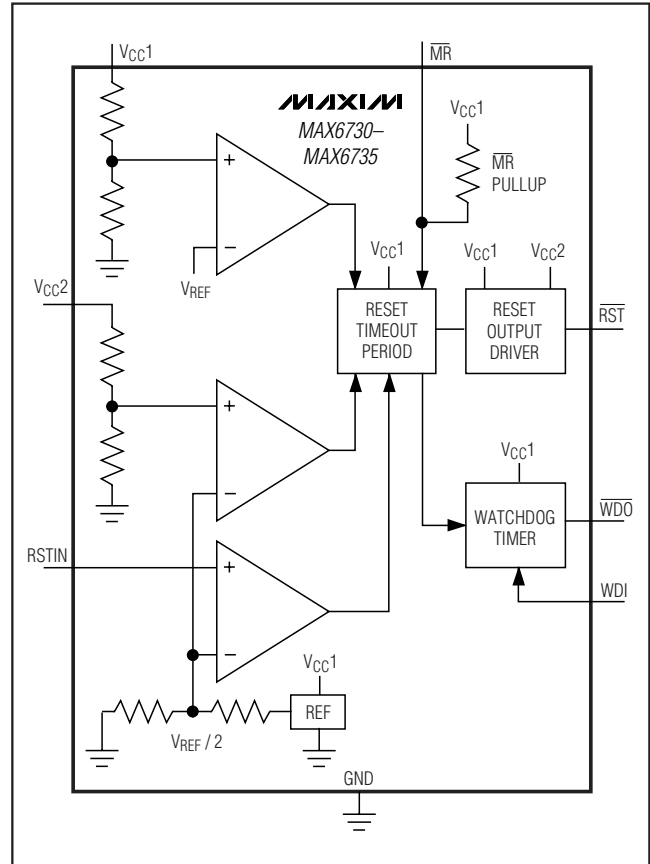 VCC1
MR
MAXIM
MAX6730–
MAX6735
VCC1
MR
PULLUP
+
−
VREF
VCC1
RESET
TIMEOUT
PERIOD
VCC1
VCC2
RESET
OUTPUT
DRIVER
RST
VCC2
+
−
VCC1
WATCHDOG
TIMER
WDO
WDI
RSTIN
+
−
VCC1
REF
VREF / 2
GND